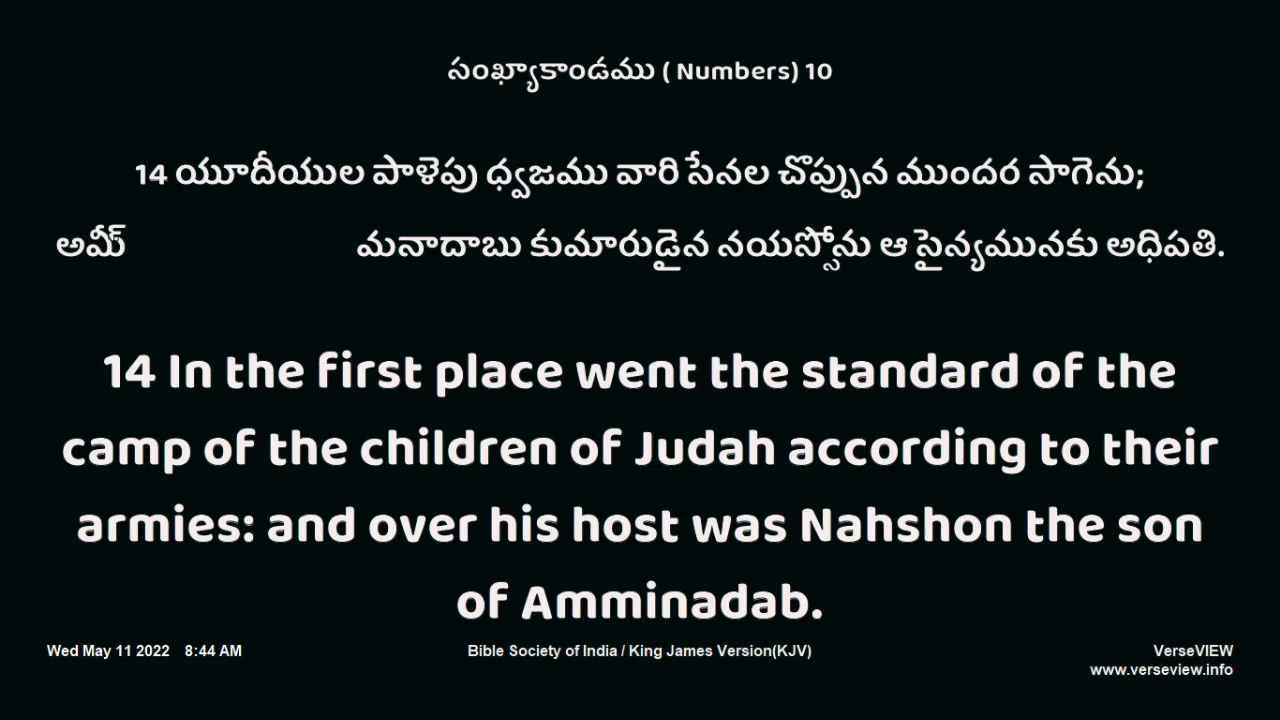 సంఖ్యాకాండము ( Numbers) 10
14 యూదీయుల పాళెపు ధ్వజము వారి సేనల చొప్పున ముందర సాగెను;
అమీ్మనాదాబు కుమారుడైన నయస్సోను ఆ సైన్యమునకు అధిపతి.
14 In the first place went the standard of the
camp of the children of Judah according to their
armies: and over his host was Nahshon the son
of Amminadab.
Wed May 11 2022 8:44 AM
Bible Society of India / King James Version(KJV)
VerseVIEW
www.verseview.info